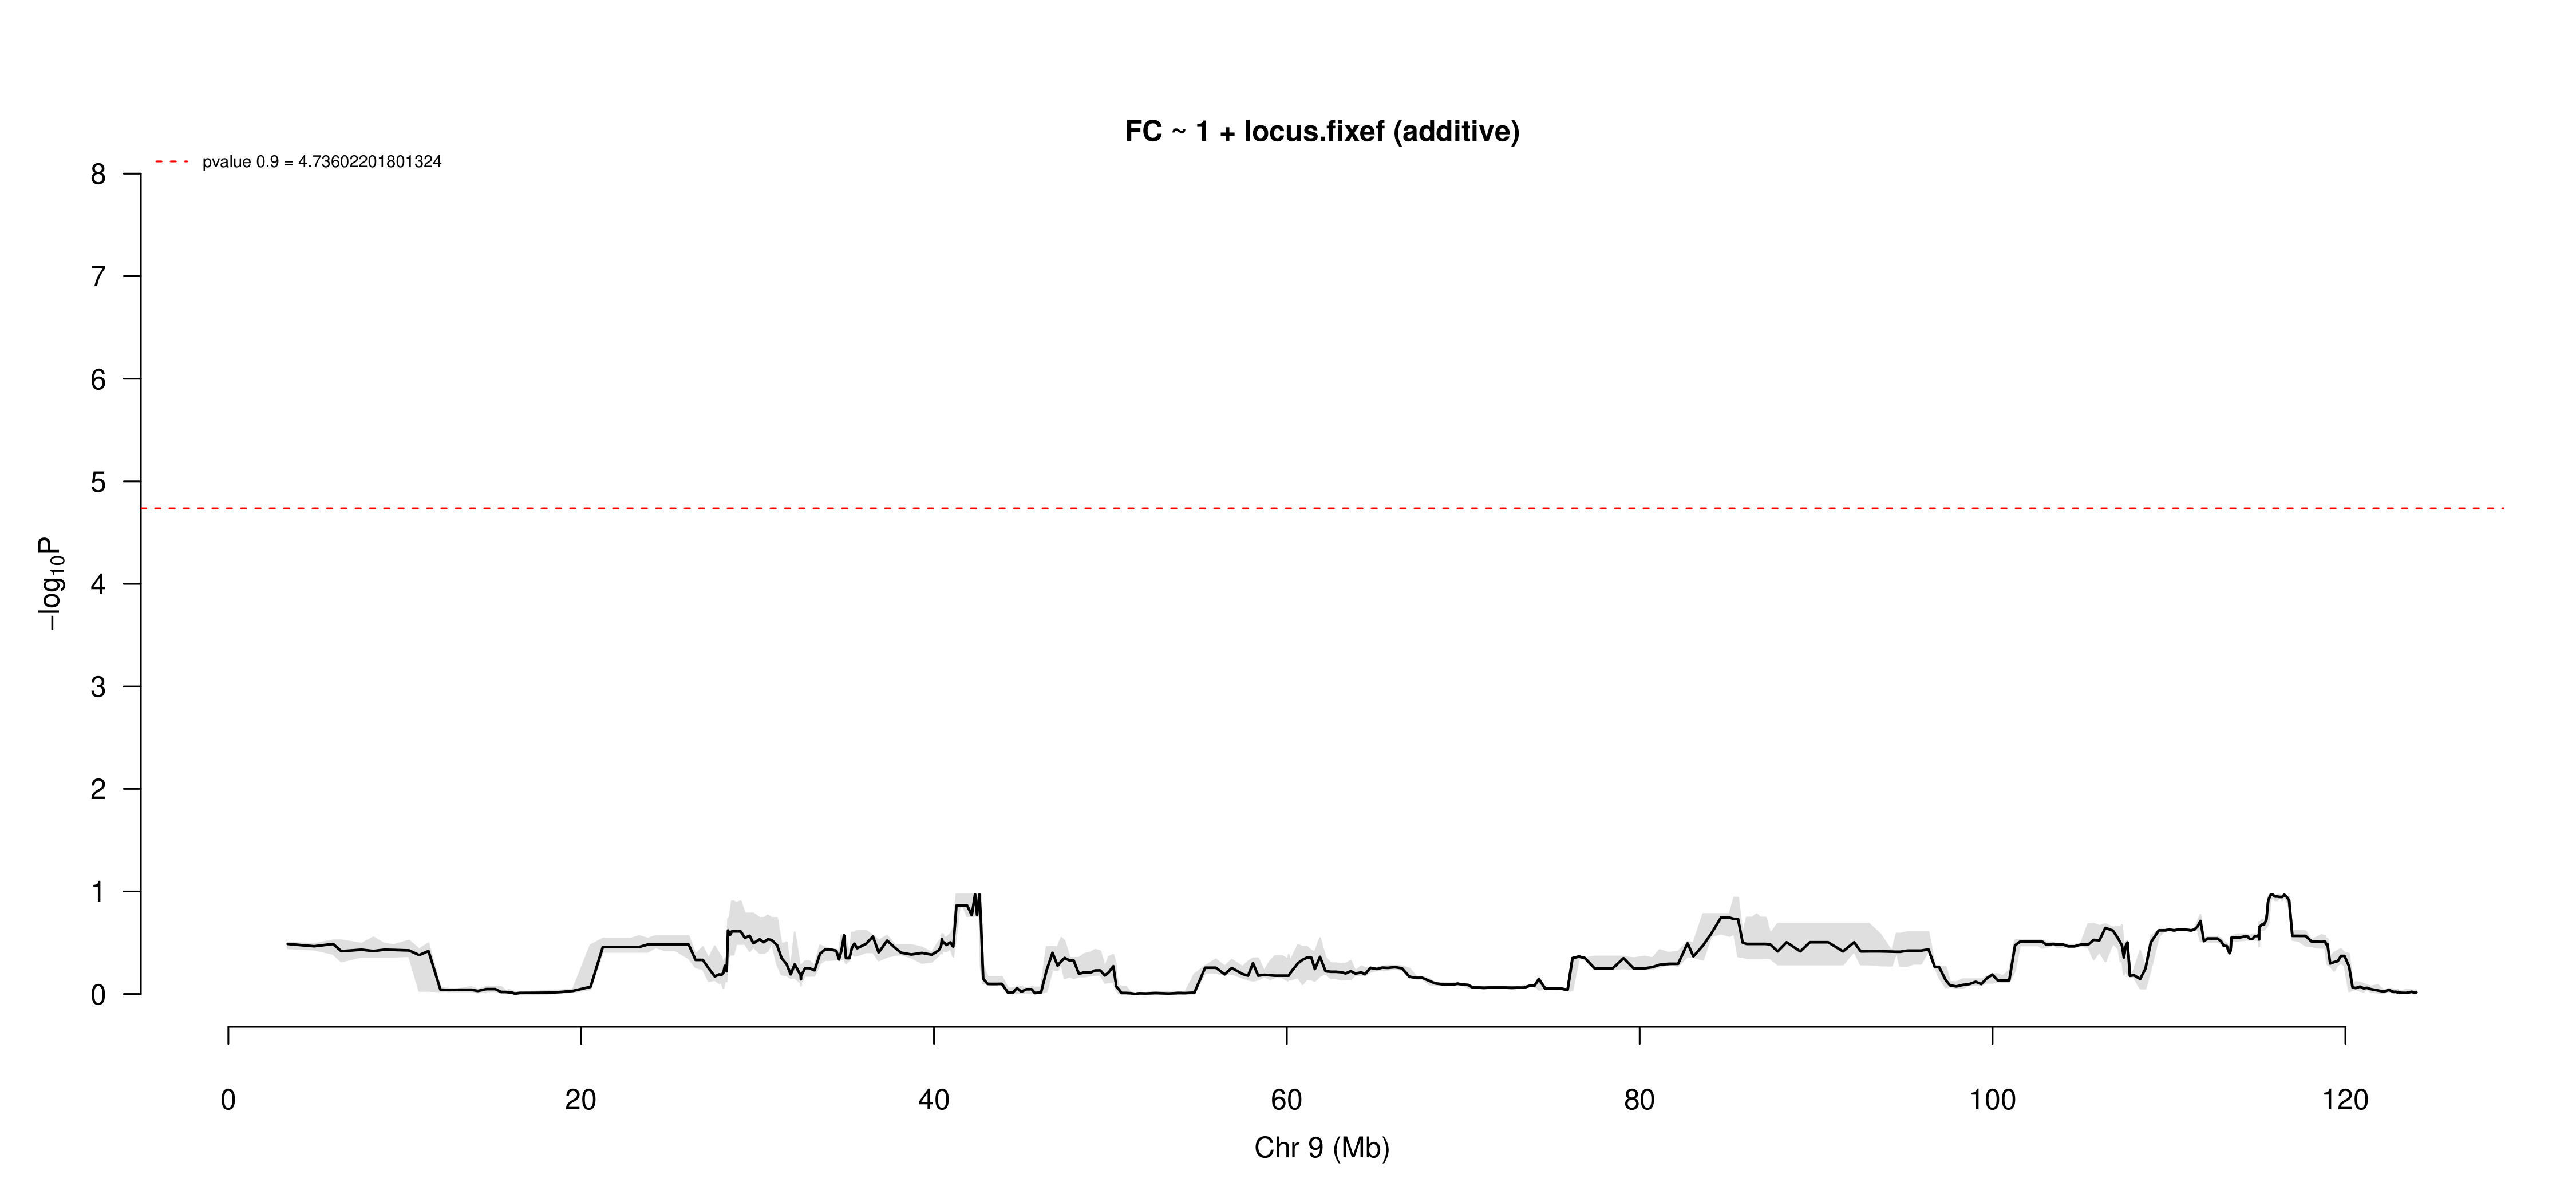 FC ~ 1 + locus.fixef (additive)
pvalue 0.9 = 4.73602201801324
8
7
6
5
4
3
2
1
0
−log10P
0 20 40 60 80 100 120
Chr 9 (Mb)